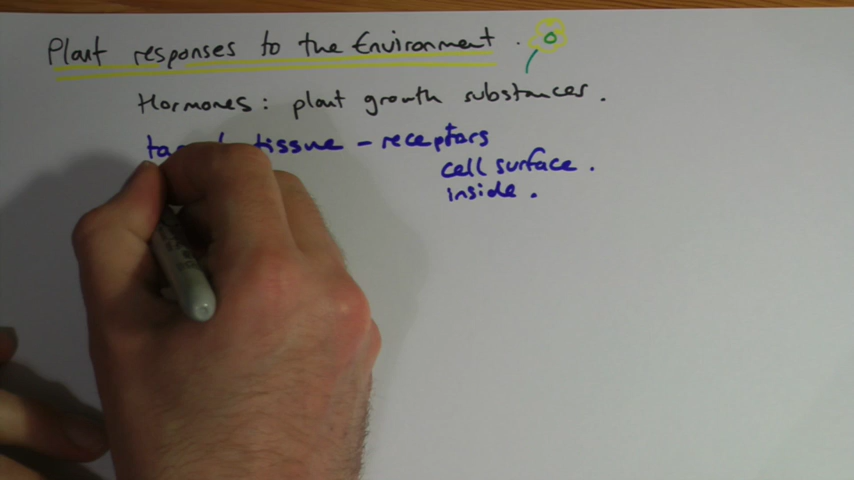 Plant responses to the Environment .
Hormones : plant growth substances .
tissue - receptors
cell surface .
inside .